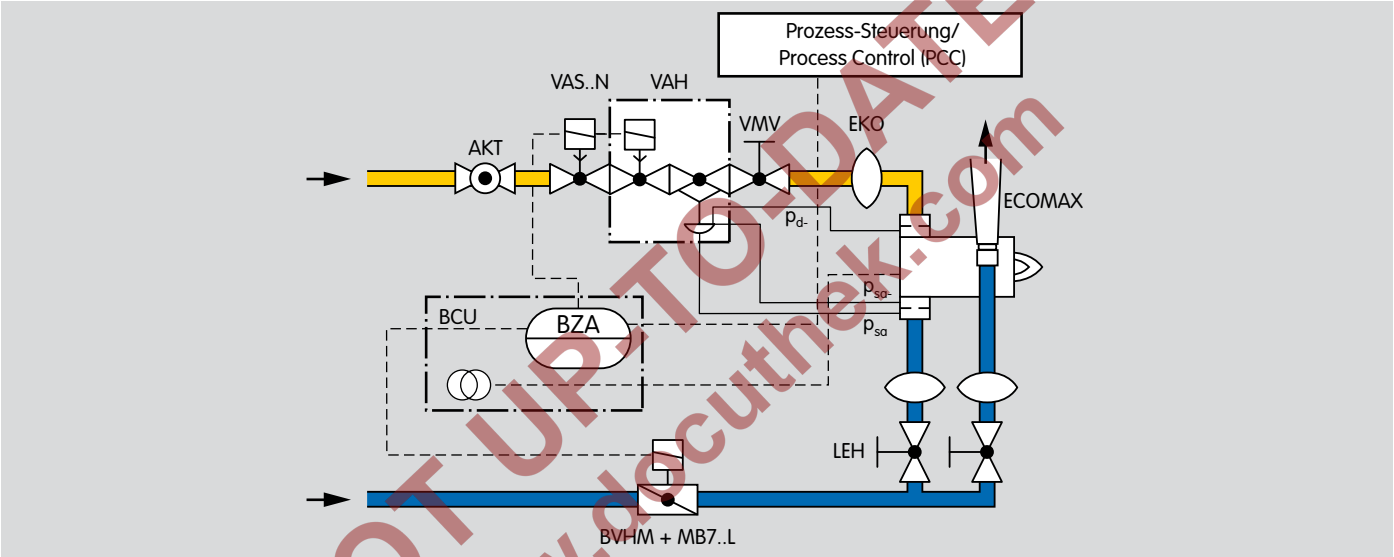 Prozess-Steuerung/
Process Control (PCC)
VAS..N
VAH
VMV
EKO
AKT
ECOMAX
pd-
psa-
psa
BCU
BZA
LEH
BVHM + MB7..L
NOT UP-TO-DATE
www.docuthek.com